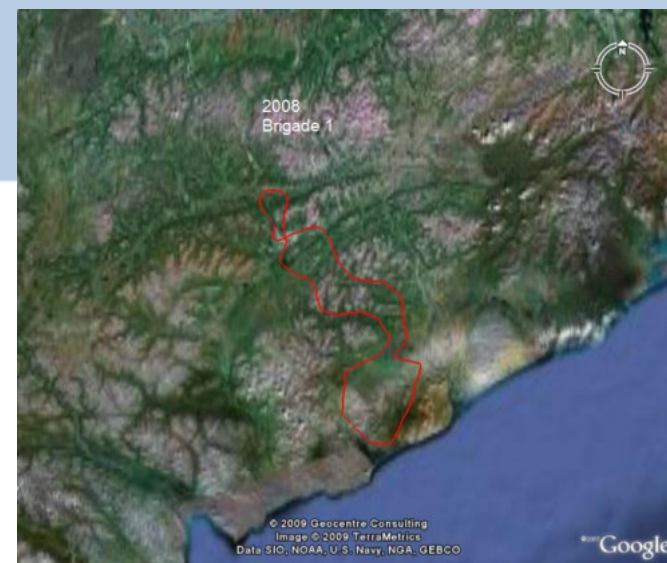 N
2008
Brigade 1
© 2009 Geocentre Consulting
Image © 2009 TerraMetrics
Data SIO, NOAA, U.S. Navy, NGA, GEBCO
Google